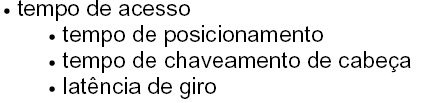 • tempo de acesso
• tempo de posicionamento
• tempo de chaveamento de cabeça
• latência de giro